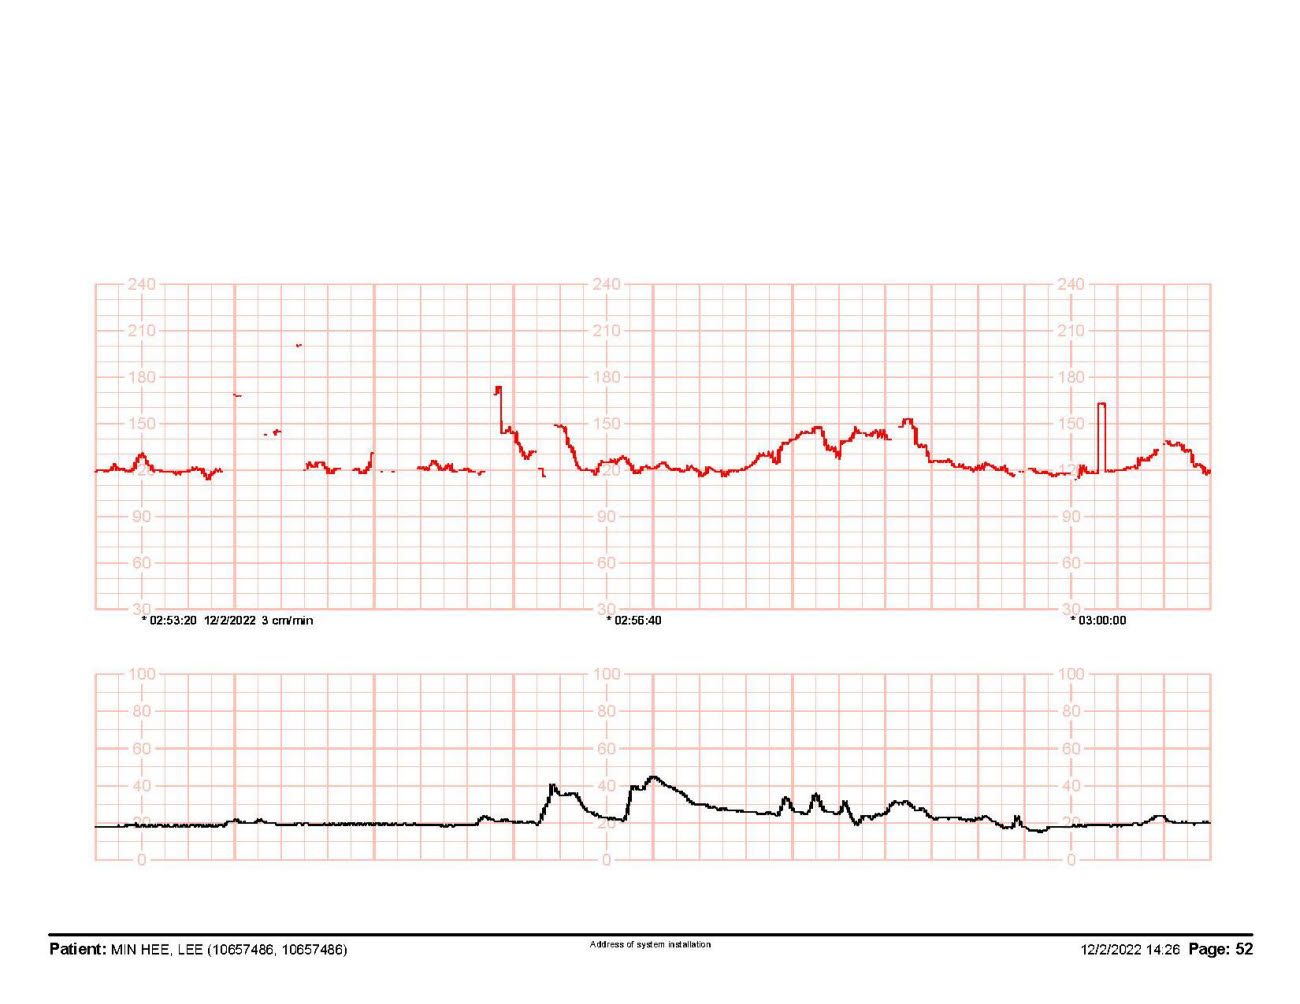 240 240 240
210 210 210
180 180 180
150 150 150
120 120 120
90 90 90
60 60 60
30 30 30
* 02:53:20 12/2/2022 3 cm/min * 02:56:40 * 03:00:00
100 100 100
80 80 80
60 60 60
40 40 40
20 20 20
0 0 0
Patient: MIN HEE, LEE (10657486, 10657486) Address of system installation 12/2/2022 14:26 Page: 52